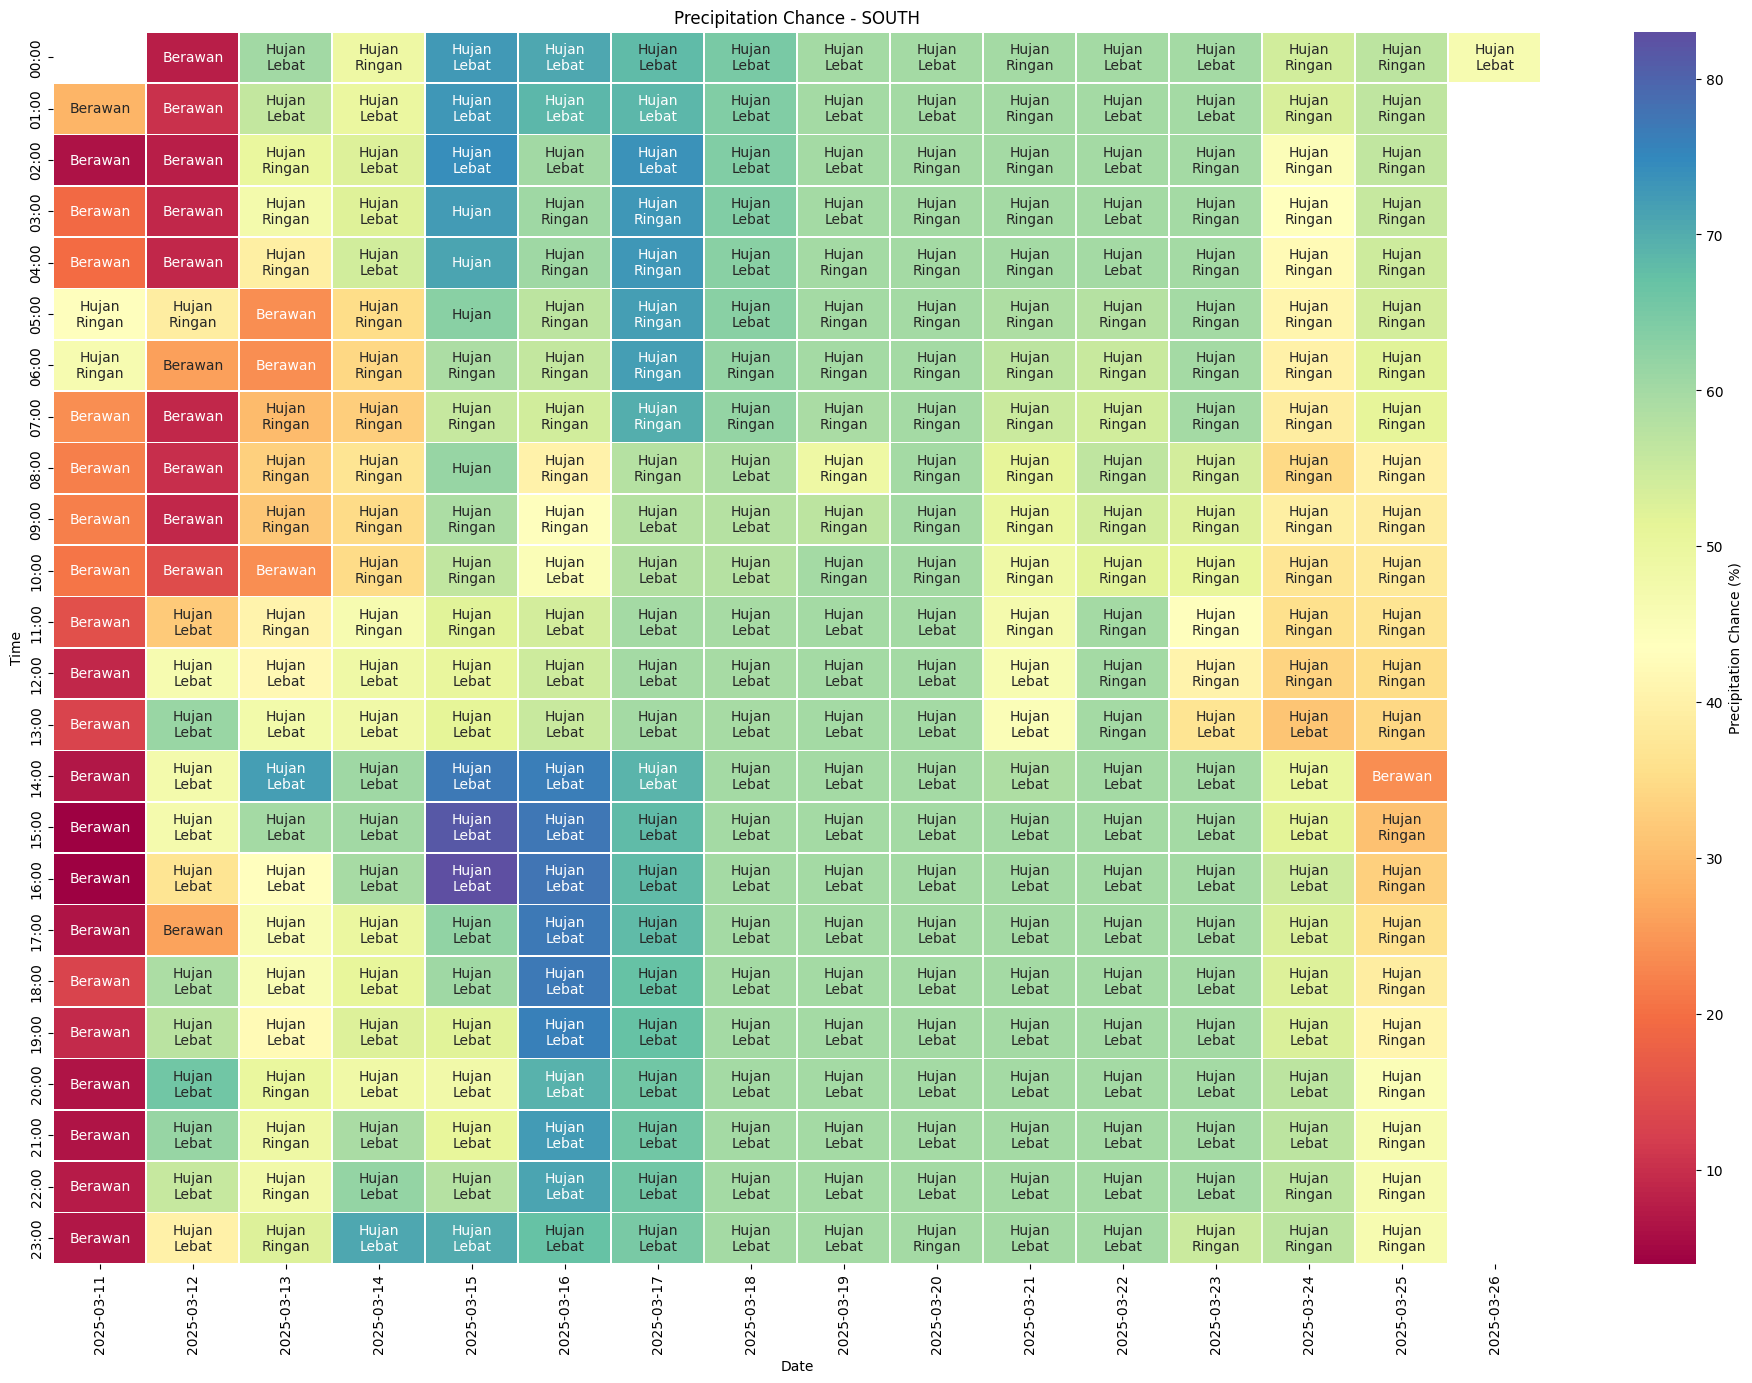 Precipitation Chance - SOUTH
00:00 Berawan Hujan Lebat Hujan Ringan Hujan Lebat Hujan Lebat Hujan Lebat Hujan Lebat Hujan Lebat Hujan Lebat Hujan Ringan Hujan Lebat Hujan Lebat Hujan Ringan Hujan Ringan Hujan Lebat
01:00 Berawan Berawan Hujan Lebat Hujan Lebat Hujan Lebat Hujan Lebat Hujan Lebat Hujan Lebat Hujan Lebat Hujan Lebat Hujan Ringan Hujan Lebat Hujan Lebat Hujan Ringan Hujan Ringan
02:00 Berawan Berawan Hujan Ringan Hujan Lebat Hujan Lebat Hujan Lebat Hujan Lebat Hujan Lebat Hujan Lebat Hujan Ringan Hujan Ringan Hujan Lebat Hujan Ringan Hujan Ringan Hujan Ringan
03:00 Berawan Berawan Hujan Ringan Hujan Lebat Hujan Hujan Ringan Hujan Ringan Hujan Lebat Hujan Lebat Hujan Ringan Hujan Ringan Hujan Lebat Hujan Ringan Hujan Ringan Hujan Ringan
04:00 Berawan Berawan Hujan Ringan Hujan Lebat Hujan Hujan Ringan Hujan Ringan Hujan Lebat Hujan Ringan Hujan Ringan Hujan Ringan Hujan Lebat Hujan Ringan Hujan Ringan Hujan Ringan
05:00 Hujan Ringan Hujan Ringan Berawan Hujan Ringan Hujan Hujan Ringan Hujan Ringan Hujan Lebat Hujan Ringan Hujan Ringan Hujan Ringan Hujan Ringan Hujan Ringan Hujan Ringan Hujan Ringan
06:00 Hujan Ringan Berawan Berawan Hujan Ringan Hujan Ringan Hujan Ringan Hujan Ringan Hujan Ringan Hujan Ringan Hujan Ringan Hujan Ringan Hujan Ringan Hujan Ringan Hujan Ringan Hujan Ringan
07:00 Berawan Berawan Hujan Ringan Hujan Ringan Hujan Ringan Hujan Ringan Hujan Ringan Hujan Ringan Hujan Ringan Hujan Ringan Hujan Ringan Hujan Ringan Hujan Ringan Hujan Ringan Hujan Ringan
08:00 Berawan Berawan Hujan Ringan Hujan Ringan Hujan Hujan Ringan Hujan Ringan Hujan Lebat Hujan Ringan Hujan Ringan Hujan Ringan Hujan Ringan Hujan Ringan Hujan Ringan Hujan Ringan
09:00 Berawan Berawan Hujan Ringan Hujan Ringan Hujan Ringan Hujan Ringan Hujan Lebat Hujan Lebat Hujan Ringan Hujan Ringan Hujan Ringan Hujan Ringan Hujan Ringan Hujan Ringan Hujan Ringan
10:00 Berawan Berawan Berawan Hujan Ringan Hujan Ringan Hujan Lebat Hujan Lebat Hujan Lebat Hujan Ringan Hujan Ringan Hujan Ringan Hujan Ringan Hujan Ringan Hujan Ringan Hujan Ringan
11:00 Berawan Hujan Lebat Hujan Ringan Hujan Ringan Hujan Ringan Hujan Lebat Hujan Lebat Hujan Lebat Hujan Lebat Hujan Lebat Hujan Ringan Hujan Ringan Hujan Ringan Hujan Ringan Hujan Ringan
12:00 Berawan Hujan Lebat Hujan Lebat Hujan Lebat Hujan Lebat Hujan Lebat Hujan Lebat Hujan Lebat Hujan Lebat Hujan Lebat Hujan Lebat Hujan Ringan Hujan Ringan Hujan Ringan Hujan Ringan
13:00 Berawan Hujan Lebat Hujan Lebat Hujan Lebat Hujan Lebat Hujan Lebat Hujan Lebat Hujan Lebat Hujan Lebat Hujan Lebat Hujan Lebat Hujan Ringan Hujan Lebat Hujan Lebat Hujan Ringan
14:00 Berawan Hujan Lebat Hujan Lebat Hujan Lebat Hujan Lebat Hujan Lebat Hujan Lebat Hujan Lebat Hujan Lebat Hujan Lebat Hujan Lebat Hujan Lebat Hujan Lebat Hujan Lebat Berawan
15:00 Berawan Hujan Lebat Hujan Lebat Hujan Lebat Hujan Lebat Hujan Lebat Hujan Lebat Hujan Lebat Hujan Lebat Hujan Lebat Hujan Lebat Hujan Lebat Hujan Lebat Hujan Lebat Hujan Ringan
16:00 Berawan Hujan Lebat Hujan Lebat Hujan Lebat Hujan Lebat Hujan Lebat Hujan Lebat Hujan Lebat Hujan Lebat Hujan Lebat Hujan Lebat Hujan Lebat Hujan Lebat Hujan Lebat Hujan Ringan
17:00 Berawan Berawan Hujan Lebat Hujan Lebat Hujan Lebat Hujan Lebat Hujan Lebat Hujan Lebat Hujan Lebat Hujan Lebat Hujan Lebat Hujan Lebat Hujan Lebat Hujan Lebat Hujan Ringan
18:00 Berawan Hujan Lebat Hujan Lebat Hujan Lebat Hujan Lebat Hujan Lebat Hujan Lebat Hujan Lebat Hujan Lebat Hujan Lebat Hujan Lebat Hujan Lebat Hujan Lebat Hujan Lebat Hujan Ringan
19:00 Berawan Hujan Lebat Hujan Lebat Hujan Lebat Hujan Lebat Hujan Lebat Hujan Lebat Hujan Lebat Hujan Lebat Hujan Lebat Hujan Lebat Hujan Lebat Hujan Lebat Hujan Lebat Hujan Ringan
20:00 Berawan Hujan Lebat Hujan Ringan Hujan Lebat Hujan Lebat Hujan Lebat Hujan Lebat Hujan Lebat Hujan Lebat Hujan Lebat Hujan Lebat Hujan Lebat Hujan Lebat Hujan Lebat Hujan Ringan
21:00 Berawan Hujan Lebat Hujan Ringan Hujan Lebat Hujan Lebat Hujan Lebat Hujan Lebat Hujan Lebat Hujan Lebat Hujan Lebat Hujan Lebat Hujan Lebat Hujan Lebat Hujan Lebat Hujan Ringan
22:00 Berawan Hujan Lebat Hujan Ringan Hujan Lebat Hujan Lebat Hujan Lebat Hujan Lebat Hujan Lebat Hujan Lebat Hujan Lebat Hujan Lebat Hujan Lebat Hujan Lebat Hujan Ringan Hujan Ringan
23:00 Berawan Hujan Lebat Hujan Ringan Hujan Lebat Hujan Lebat Hujan Lebat Hujan Lebat Hujan Lebat Hujan Lebat Hujan Ringan Hujan Lebat Hujan Lebat Hujan Ringan Hujan Ringan Hujan Ringan
2025-03-11 2025-03-12 2025-03-13 2025-03-14 2025-03-15 2025-03-16 2025-03-17 2025-03-18 2025-03-19 2025-03-20 2025-03-21 2025-03-22 2025-03-23 2025-03-24 2025-03-25 2025-03-26
Date
Time
80
70
60
50
40
30
20
10
Precipitation Chance (%)